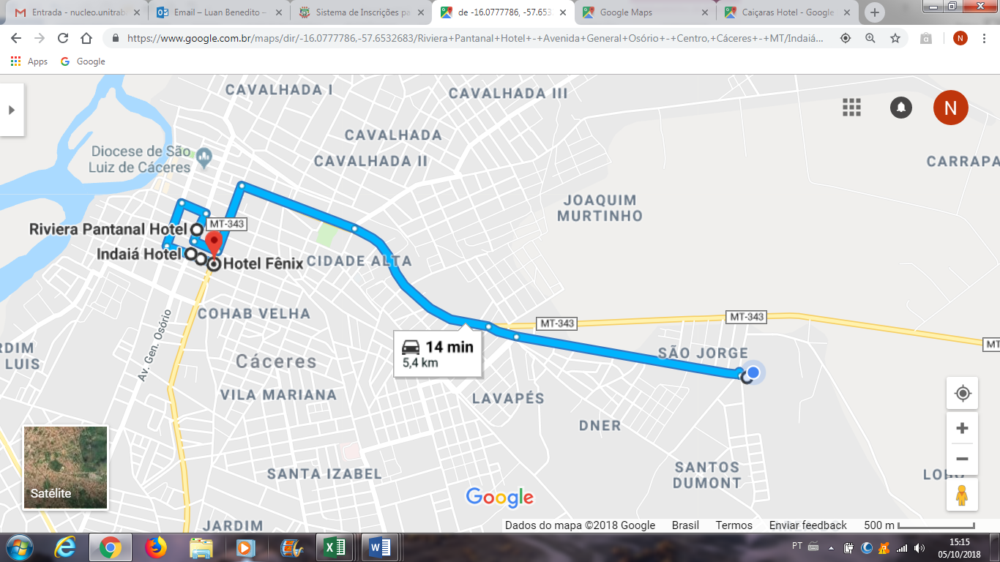 Entrada - nucleo.unitrab
Email – Luan Benedito –
Sistema de Inscrições pa
de -16.0777786, -57.653
Google Maps
Caiçaras Hotel - Google
https://www.google.com.br/maps/dir/-16.0777786,-57.6532683/Riviera+Pantanal+Hotel+-+Avenida+General+Osório+-+Centro,+Cáceres+-+MT/Indaiá...
N
Apps
Google
CAVALHADA I
CAVALHADA III
N
CAVALHADA
Diocese de São
Luiz de Cáceres
CAVALHADA II
CARRAPA
JOAQUIM
MURTINHO
MT-343
Riviera Pantanal Hotel
Indaiá Hotel
Hotel Fênix
CIDADE ALTA
COHAB VELHA
MT-343
MT-343
Av. Gen. Osório
MT
RDIM
LUIS
14 min
5,4 km
Cáceres
SÃO JORGE
VILA MARIANA
LAVAPÉS
DNER
SANTA IZABEL
SANTOS
DUMONT
LOBO
Satélite
Google
JARDIM
Dados do mapa ©2018 Google
Brasil
Termos
Enviar feedback
500 m
PT
15:15
05/10/2018